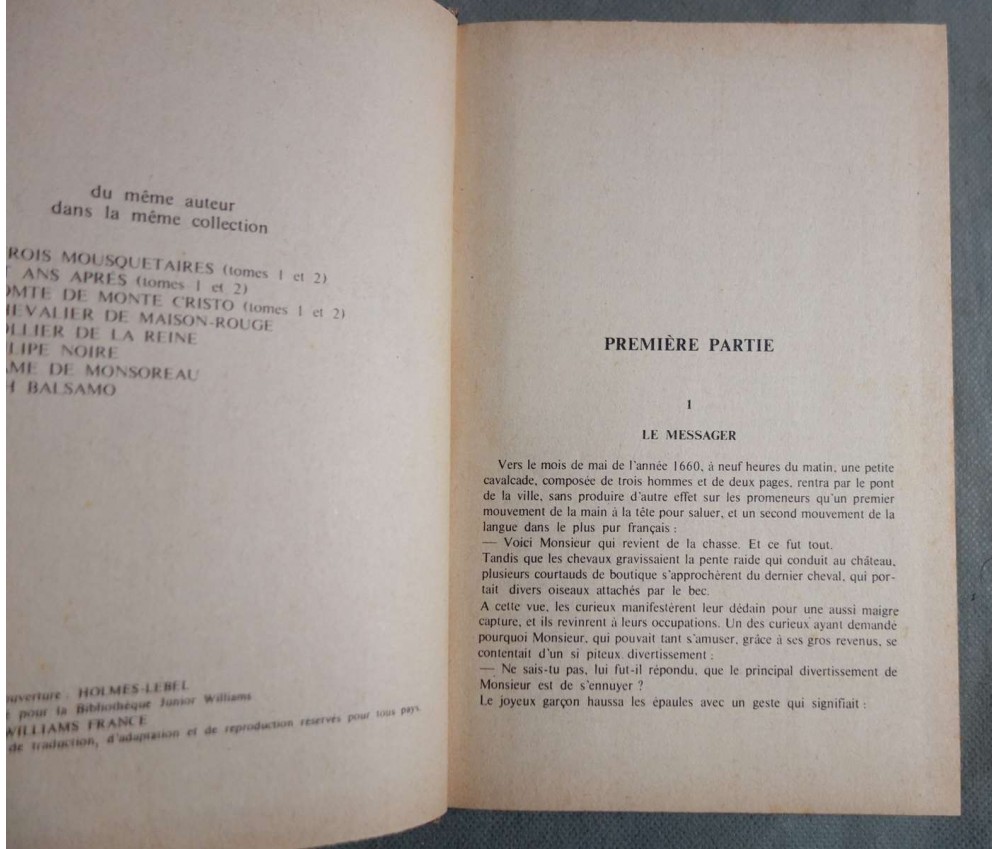 du même auteur
dans la même collection
ROIS MOUSQUETAIRES (tomes 1 et 2)
ANS APRÈS (tomes 1 et 2)
OMTE DE MONTE CRISTO (tomes 1 et 2)
HEVALIER DE MAISON-ROUGE
OLLIER DE LA REINE
LIPE NOIRE
AME DE MONSOREAU
H BALSAMO
ouverture : HOLMES-LEBEL
pour la Bibliothèque Junior Williams
WILLIAMS FRANCE
de traduction, d'adaptation et de reproduction réservés pour tous pays
PREMIÈRE PARTIE
I
LE MESSAGER
Vers le mois de mai de l'année 1660, à neuf heures du matin, une petite
cavalcade, composée de trois hommes et de deux pages, rentra par le pont
de la ville, sans produire d'autre effet sur les promeneurs qu'un premier
mouvement de la main à la tête pour saluer, et un second mouvement de la
langue dans le plus pur français :
— Voici Monsieur qui revient de la chasse. Et ce fut tout.
Tandis que les chevaux gravissaient la pente raide qui conduit au château,
plusieurs courtauds de boutique s'approchèrent du dernier cheval, qui por-
tait divers oiseaux attachés par le bec.
A cette vue, les curieux manifestèrent leur dédain pour une aussi maigre
capture, et ils revinrent à leurs occupations. Un des curieux ayant demande
pourquoi Monsieur, qui pouvait tant s'amuser, grâce à ses gros revenus, se
contentait d'un si piteux divertissement :
— Ne sais-tu pas, lui fut-il répondu, que le principal divertissement de
Monsieur est de s'ennuyer ?
Le joyeux garçon haussa les épaules avec un geste qui signifiait :